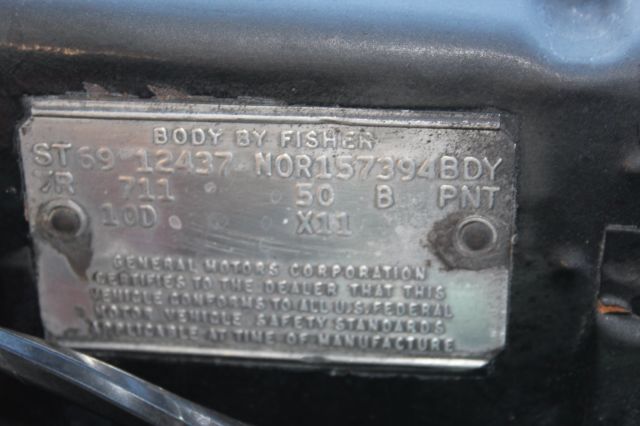 BODY BY FISHER
ST 69 12437 NOR157394 BDY
TR 711 50 B PNT
10D X11
GENERAL MOTORS CORPORATION
CERTIFIES TO THE DEALER THAT THIS
VEHICLE CONFORMS TO ALL U.S. FEDERAL
MOTOR VEHICLE SAFETY STANDARDS
APPLICABLE AT TIME OF MANUFACTURE